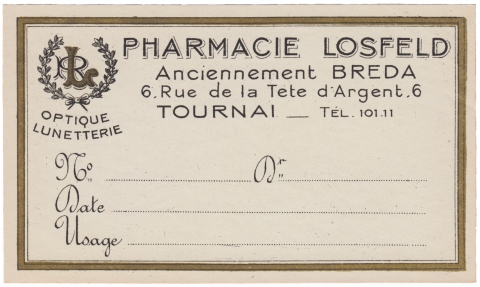 PHARMACIE LOSFELD
Anciennement BREDA
6, Rue de la Tete d'Argent, 6
TOURNAI — TÉL. 101.11
OPTIQUE
LUNETTERIE
No Dr
Date
Usage